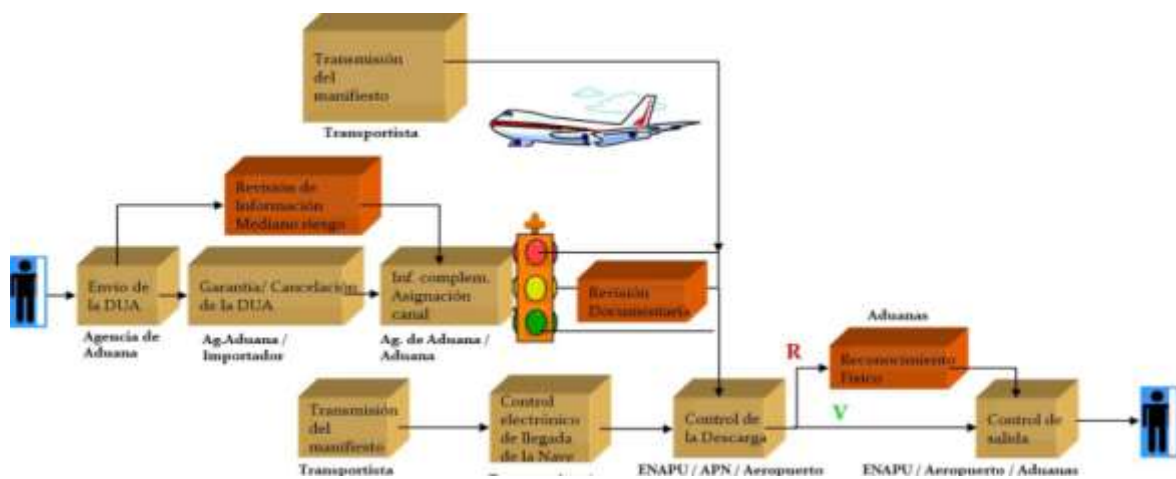 Transmisión
del
manifiesto
Transportista
Revisión de
Información
Mediano riesgo
Envío de
la DUA
Agencia de
Aduana
Garantía/ Cancelación
de la DUA
Ag.Aduana /
Importador
Inf. complem.
Asignación
canal
Ag. de Aduana /
Aduana
Revisión
Documentaria
Aduanas
R
Reconocimiento
Físico
V
Transmisión
del
manifiesto
Transportista
Control
electrónico
de llegada
de la Nave
Control de
la Descarga
ENAPU / APN / Aeropuerto
Control de
salida
ENAPU / Aeropuerto / Aduanas